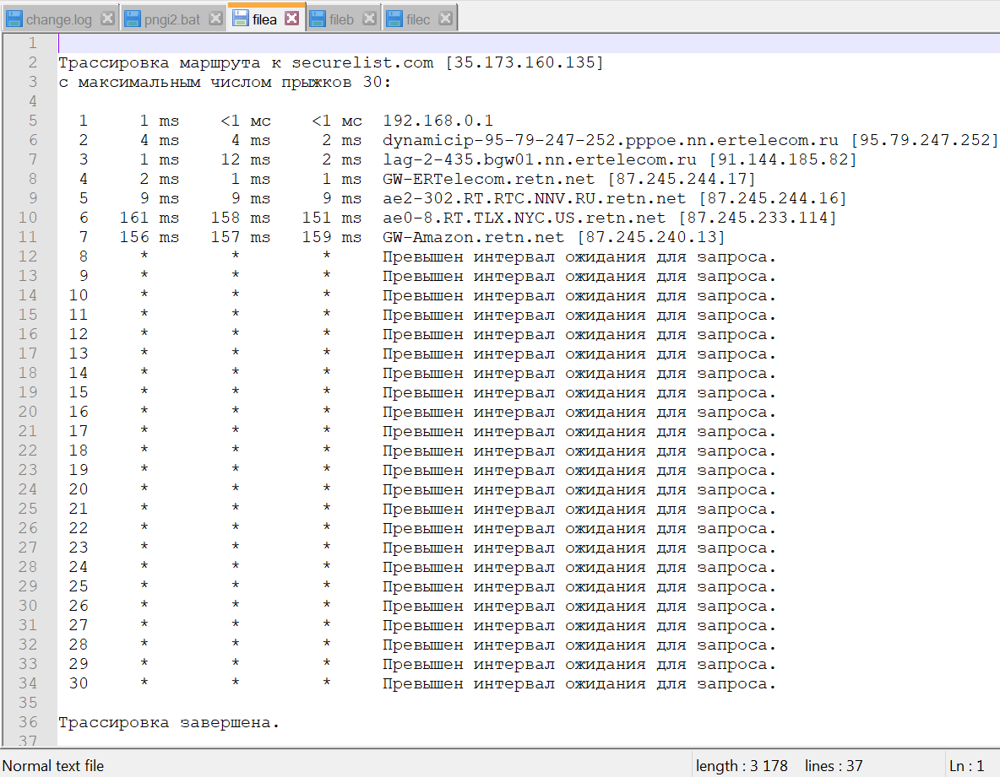 change.log pngi2.bat filea fileb filec
1
2 Трассировка маршрута к securelist.com [35.173.160.135]
3 с максимальным числом прыжков 30:
4
5 1 1 ms <1 мс <1 мс 192.168.0.1
6 2 4 ms 4 ms 2 ms dynamicip-95-79-247-252.pppoe.nn.ertelecom.ru [95.79.247.252]
7 3 1 ms 12 ms 2 ms lag-2-435.bgw01.nn.ertelecom.ru [91.144.185.82]
8 4 2 ms 1 ms 1 ms GW-ERTelecom.retn.net [87.245.244.17]
9 5 9 ms 9 ms 9 ms ae2-302.RT.RTC.NNV.RU.retn.net [87.245.244.16]
10 6 161 ms 158 ms 151 ms ae0-8.RT.TLX.NYC.US.retn.net [87.245.233.114]
11 7 156 ms 157 ms 159 ms GW-Amazon.retn.net [87.245.240.13]
12 8 * * * Превышен интервал ожидания для запроса.
13 9 * * * Превышен интервал ожидания для запроса.
14 10 * * * Превышен интервал ожидания для запроса.
15 11 * * * Превышен интервал ожидания для запроса.
16 12 * * * Превышен интервал ожидания для запроса.
17 13 * * * Превышен интервал ожидания для запроса.
18 14 * * * Превышен интервал ожидания для запроса.
19 15 * * * Превышен интервал ожидания для запроса.
20 16 * * * Превышен интервал ожидания для запроса.
21 17 * * * Превышен интервал ожидания для запроса.
22 18 * * * Превышен интервал ожидания для запроса.
23 19 * * * Превышен интервал ожидания для запроса.
24 20 * * * Превышен интервал ожидания для запроса.
25 21 * * * Превышен интервал ожидания для запроса.
26 22 * * * Превышен интервал ожидания для запроса.
27 23 * * * Превышен интервал ожидания для запроса.
28 24 * * * Превышен интервал ожидания для запроса.
29 25 * * * Превышен интервал ожидания для запроса.
30 26 * * * Превышен интервал ожидания для запроса.
31 27 * * * Превышен интервал ожидания для запроса.
32 28 * * * Превышен интервал ожидания для запроса.
33 29 * * * Превышен интервал ожидания для запроса.
34 30 * * * Превышен интервал ожидания для запроса.
35
36 Трассировка завершена.
37
Normal text file length : 3 178 lines : 37 Ln : 1